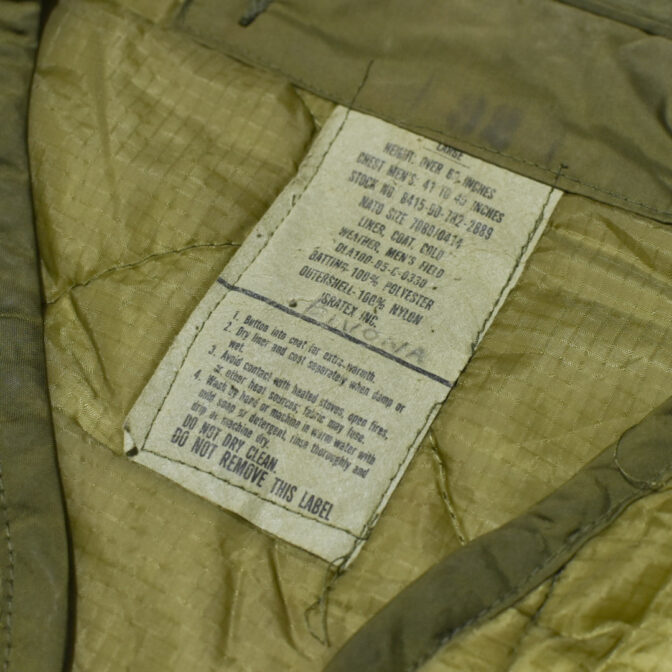 LARGE
HEIGHT: OVER INCHES
CHEST MEN'S: 41 TO 45 INCHES
STOCK NO. 8415-00-782-2889
NATO SIZE 7080/0414
LINER, COAT, COLD
WEATHER, MEN'S FIELD
DLA100-85-C-0330
BATTING-100% POLYESTER
OUTERSHELL-100% NYLON
ISRATEX INC.
1. Button into coat for extra warmth.
2. Dry liner and coat separately when damp or
wet.
3. Avoid contact with heated stoves, open fires,
or other heat sources; fabric may fuse.
4. Wash by hand or machine in warm water with
mild soap or detergent, rinse thoroughly and
drip or machine dry.
DO NOT DRY CLEAN.
DO NOT REMOVE THIS LABEL